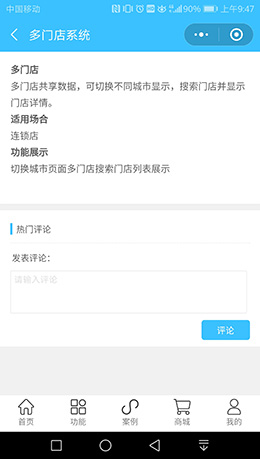 中国移动 90% 上午9:47
多门店系统
多门店
多门店共享数据，可切换不同城市显示，搜索门店并显
示门店详情。
适用场合
连锁店
功能展示
切换城市页面多门店搜索门店列表展示
热门评论
发表评论：
请输入评论
评论
首页 功能 案例 商城 我的